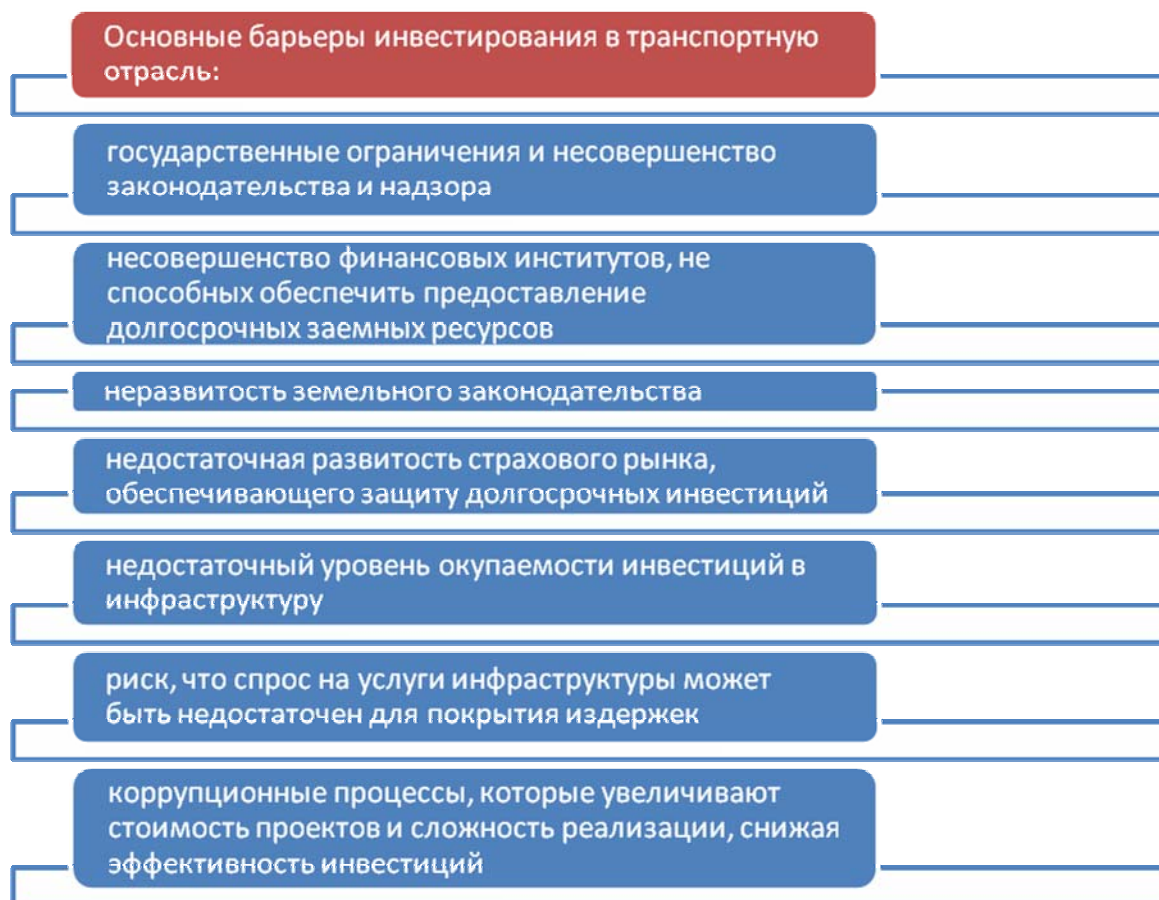 Основные барьеры инвестирования в транспортную
отрасль:
государственные ограничения и несовершенство
законодательства и надзора
несовершенство финансовых институтов, не
способных обеспечить предоставление
долгосрочных заемных ресурсов
неразвитость земельного законодательства
недостаточная развитость страхового рынка,
обеспечивающего защиту долгосрочных инвестиций
недостаточный уровень окупаемости инвестиций в
инфраструктуру
риск, что спрос на услуги инфраструктуры может
быть недостаточен для покрытия издержек
коррупционные процессы, которые увеличивают
стоимость проектов и сложность реализации, снижая
эффективность инвестиций